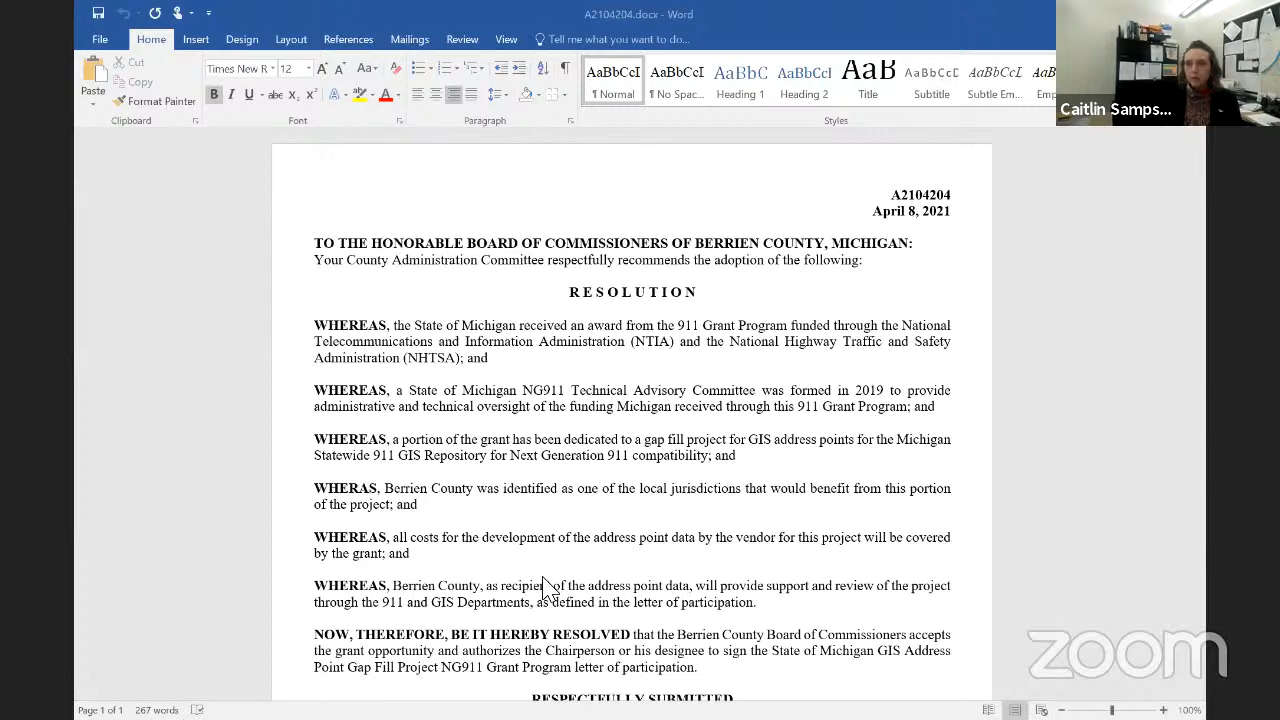 A2104204.docx - Word
File Home Insert Design Layout References Mailings Review View Tell me what you want to do...
Paste Cut Copy Format Painter
Times New R 12
AaBbCcI AaBbCcI AaBbC AaBbCcI AaBb AaBbCcD AaBbCcL AaBb
¶ Normal ¶ No Spac... Heading 1 Heading 2 Title Subtitle Subtle Em...
Clipboard Font Paragraph Styles
Caitlin Samps...
A2104204
April 8, 2021
TO THE HONORABLE BOARD OF COMMISSIONERS OF BERRIEN COUNTY, MICHIGAN:
Your County Administration Committee respectfully recommends the adoption of the following:
R E S O L U T I O N
WHEREAS, the State of Michigan received an award from the 911 Grant Program funded through the National
Telecommunications and Information Administration (NTIA) and the National Highway Traffic and Safety
Administration (NHTSA); and
WHEREAS, a State of Michigan NG911 Technical Advisory Committee was formed in 2019 to provide
administrative and technical oversight of the funding Michigan received through this 911 Grant Program; and
WHEREAS, a portion of the grant has been dedicated to a gap fill project for GIS address points for the Michigan
Statewide 911 GIS Repository for Next Generation 911 compatibility; and
WHERAS, Berrien County was identified as one of the local jurisdictions that would benefit from this portion
of the project; and
WHEREAS, all costs for the development of the address point data by the vendor for this project will be covered
by the grant; and
WHEREAS, Berrien County, as recipient of the address point data, will provide support and review of the project
through the 911 and GIS Departments, as defined in the letter of participation.
NOW, THEREFORE, BE IT HEREBY RESOLVED that the Berrien County Board of Commissioners accepts
the grant opportunity and authorizes the Chairperson or his designee to sign the State of Michigan GIS Address
Point Gap Fill Project NG911 Grant Program letter of participation.
RESPECTFULLY SUBMITTED
zoom
Page 1 of 1 267 words 100%